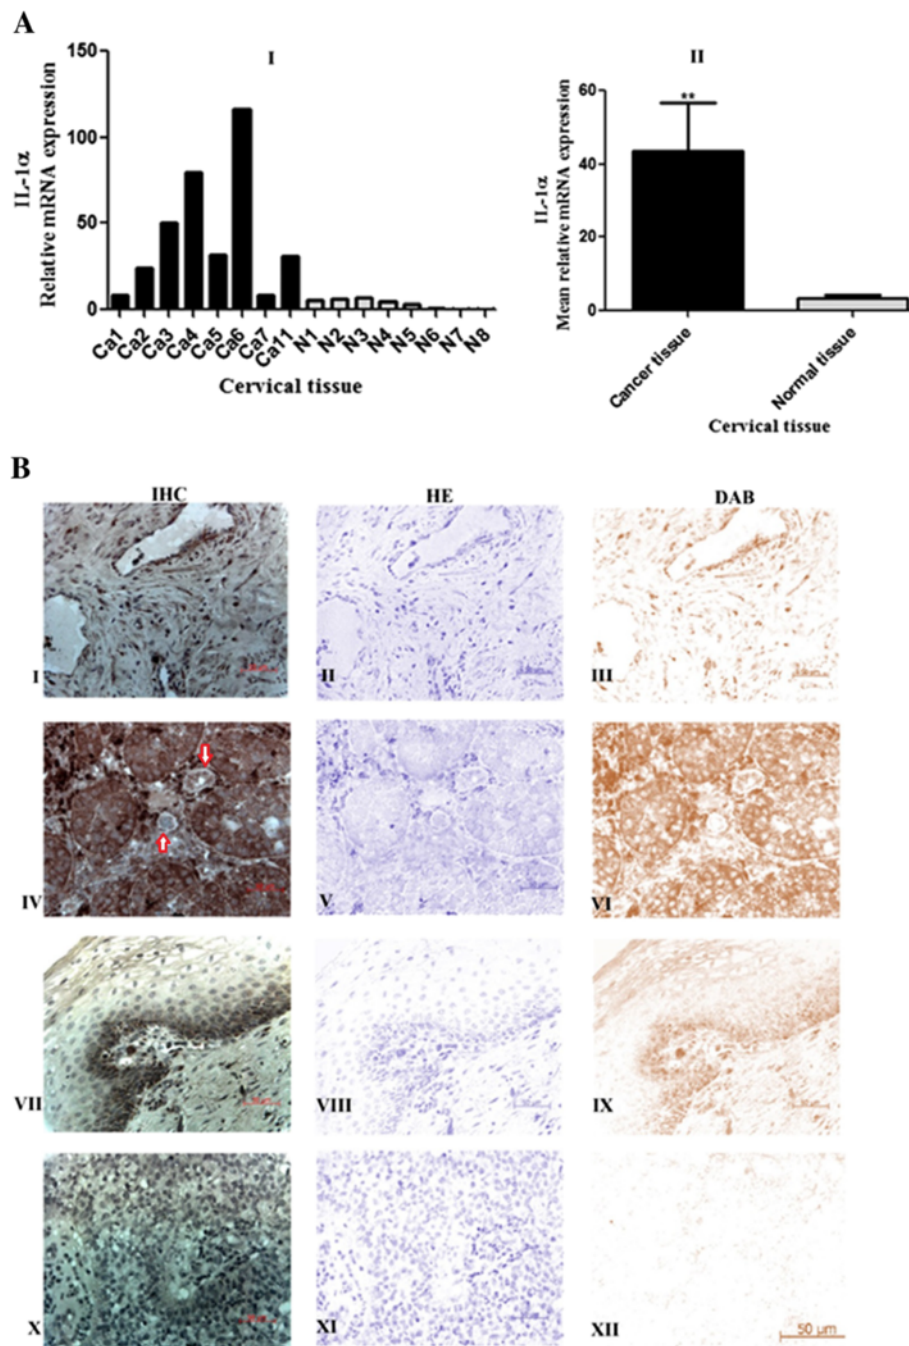 A
I
IL-1α
Relative mRNA expression
150
100
50
0
Ca1 Ca2 Ca3 Ca4 Ca5 Ca6 Ca7 Ca11 N1 N2 N3 N4 N5 N6 N7 N8
Cervical tissue
II
IL-1α
Mean relative mRNA expression
60
40
20
0
**
Cancer tissue Normal tissue
Cervical tissue
B
IHC HE DAB
I II III
IV V VI
VII VIII IX
X XI XII
50 µm